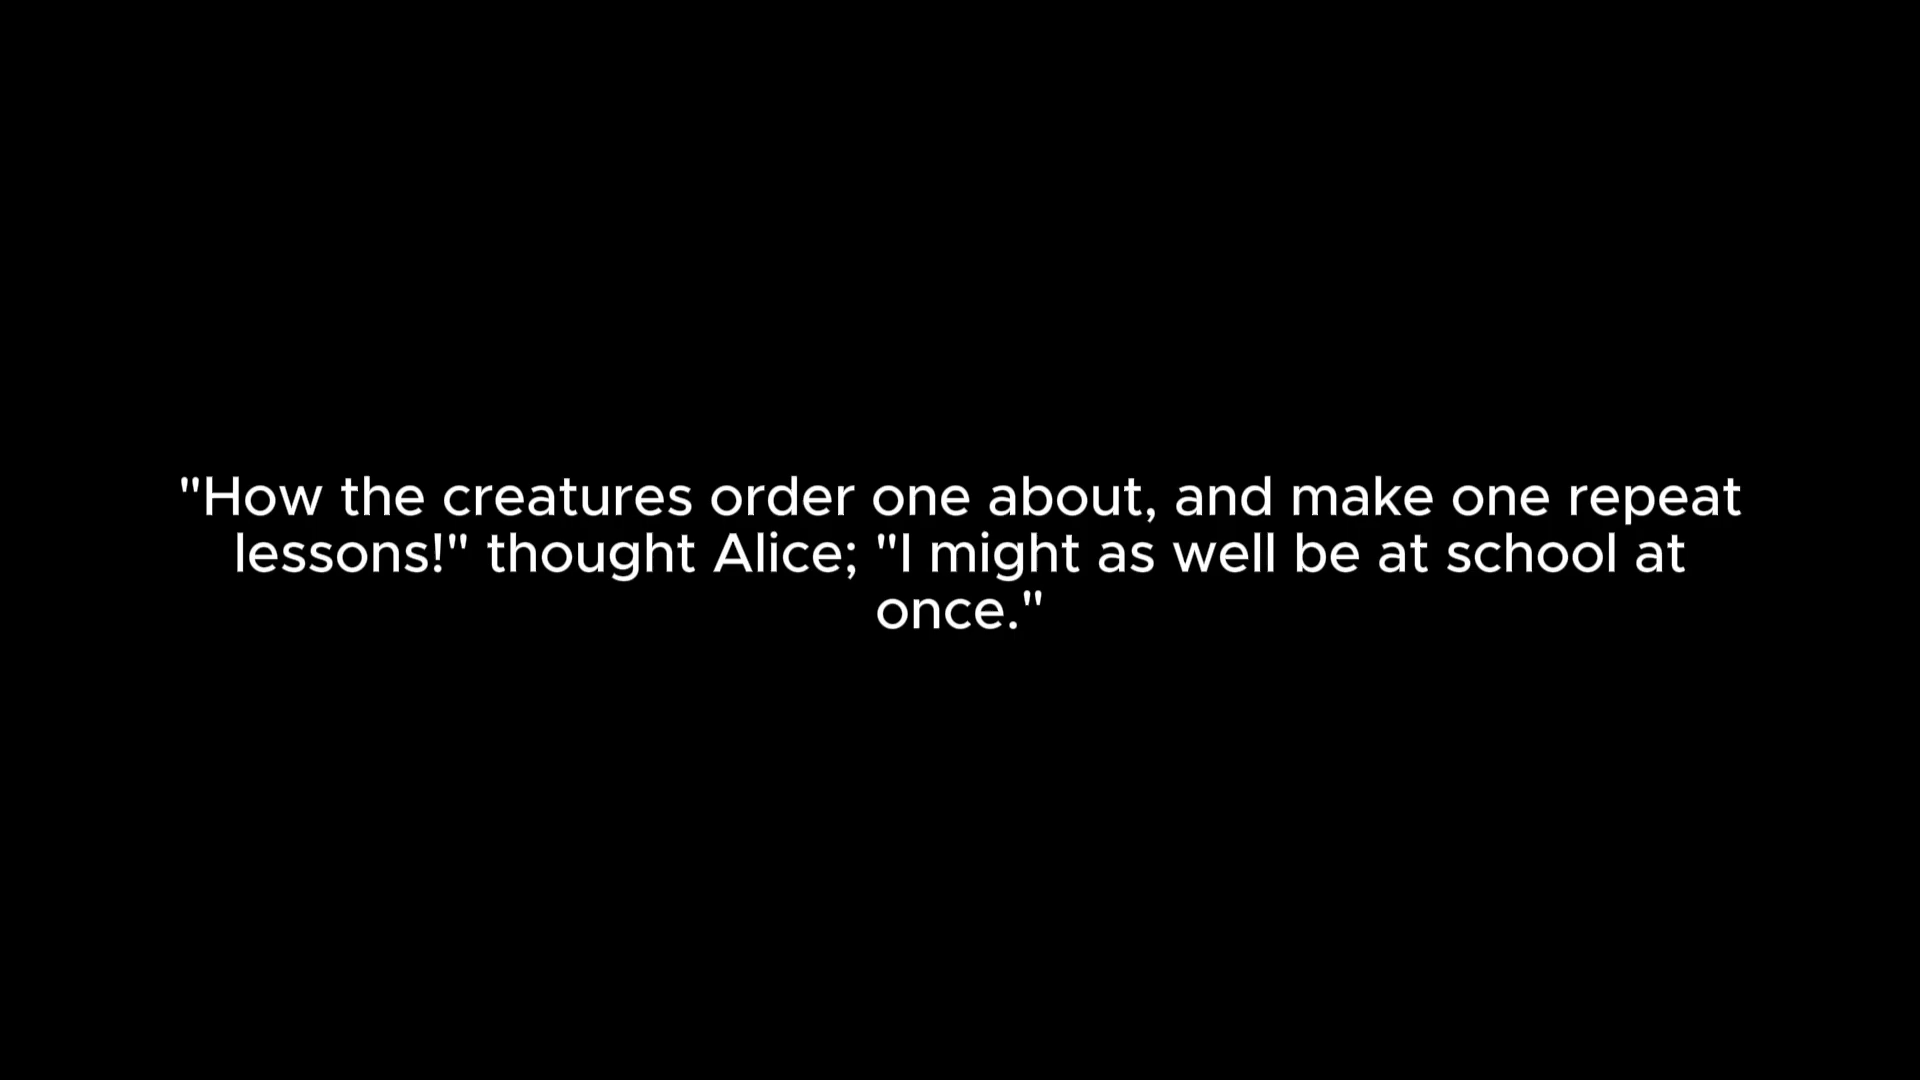 "How the creatures order one about, and make one repeat
lessons!" thought Alice; "I might as well be at school at
once."